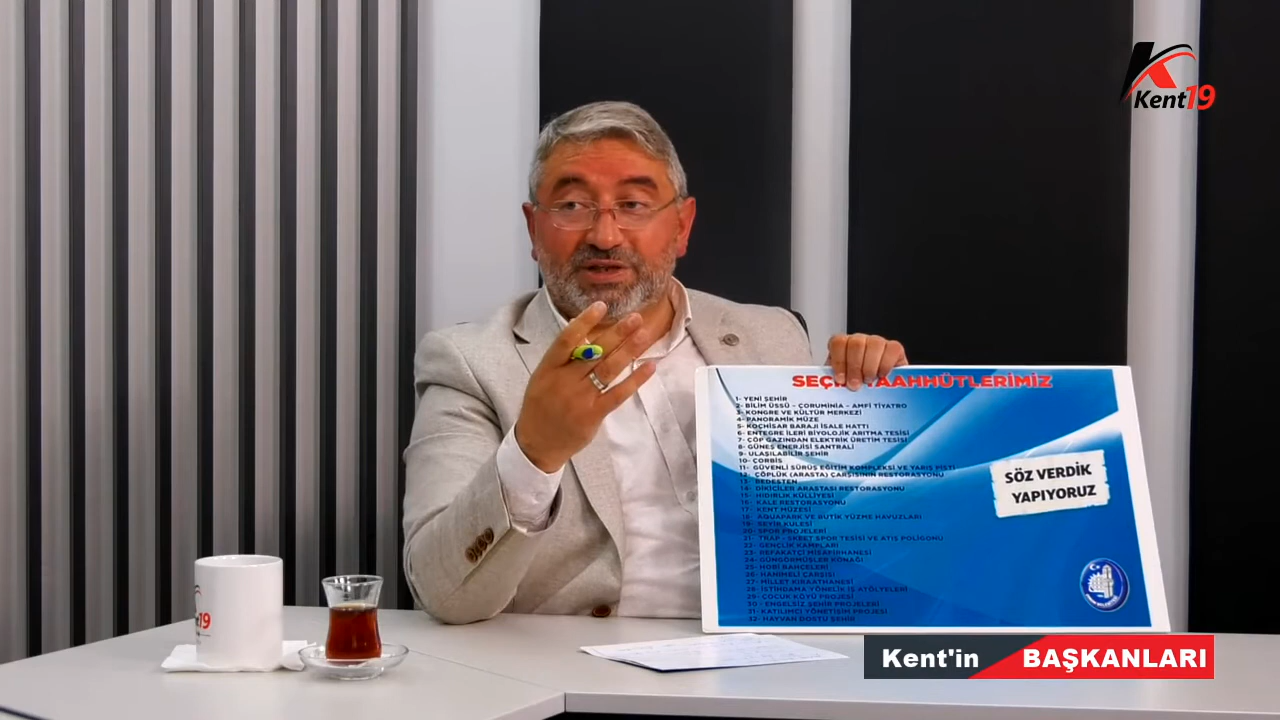 Kent19
SEÇİM TAAHHÜTLERİMİZ
1- YENİ ŞEHİR
2- BİLİM ÜSSÜ - ÇORUMİNİA - AMFİ TİYATRO
3- KONGRE VE KÜLTÜR MERKEZİ
4- PANORAMİK MÜZE
5- KOÇHİSAR BARAJI İSALE HATTI
6- ENTEGRE İLERİ BİYOLOJİK ARITMA TESİSİ
7- ÇÖP GAZINDAN ELEKTRİK ÜRETİM TESİSİ
8- GÜNEŞ ENERJİSİ SANTRALİ
9- ULAŞILABİLİR ŞEHİR
10- ÇORBİS
11- GÜVENLİ SÜRÜŞ EĞİTİM KOMPLEKSİ VE YARIŞ PİSTİ
12- ÇÖPLÜK (ARASTA) ÇARŞISININ RESTORASYONU
13- BEDESTEN
14- DİKİCİLER ARASTASI RESTORASYONU
15- HIDIRLIK KÜLLİYESİ
16- KALE RESTORASYONU
17- KENT MÜZESİ
18- AQUAPARK VE BUTİK YÜZME HAVUZLARI
19- SEYİR KULESİ
20- SPOR PROJELERİ
21- TRAP - SKEET SPOR TESİSİ VE ATIŞ POLİGONU
22- GENÇLİK KAMPLARI
23- REFAKATÇİ MİSAFİRHANESİ
24- GÜNGÖRMÜŞLER KONAĞI
25- HOBİ BAHÇELERİ
26- HANIMELİ ÇARŞISI
27- MİLLET KIRAATHANESİ
28- İSTİHDAMA YÖNELİK İŞ ATÖLYELERİ
29- ÇOCUK KÖYÜ PROJESİ
30 - ENGELSİZ ŞEHİR PROJELERİ
31- KATILIMCI YÖNETİŞİM PROJESİ
32- HAYVAN DOSTU ŞEHİR
SÖZ VERDİK
YAPIYORUZ
19
Kent'in BAŞKANLARI